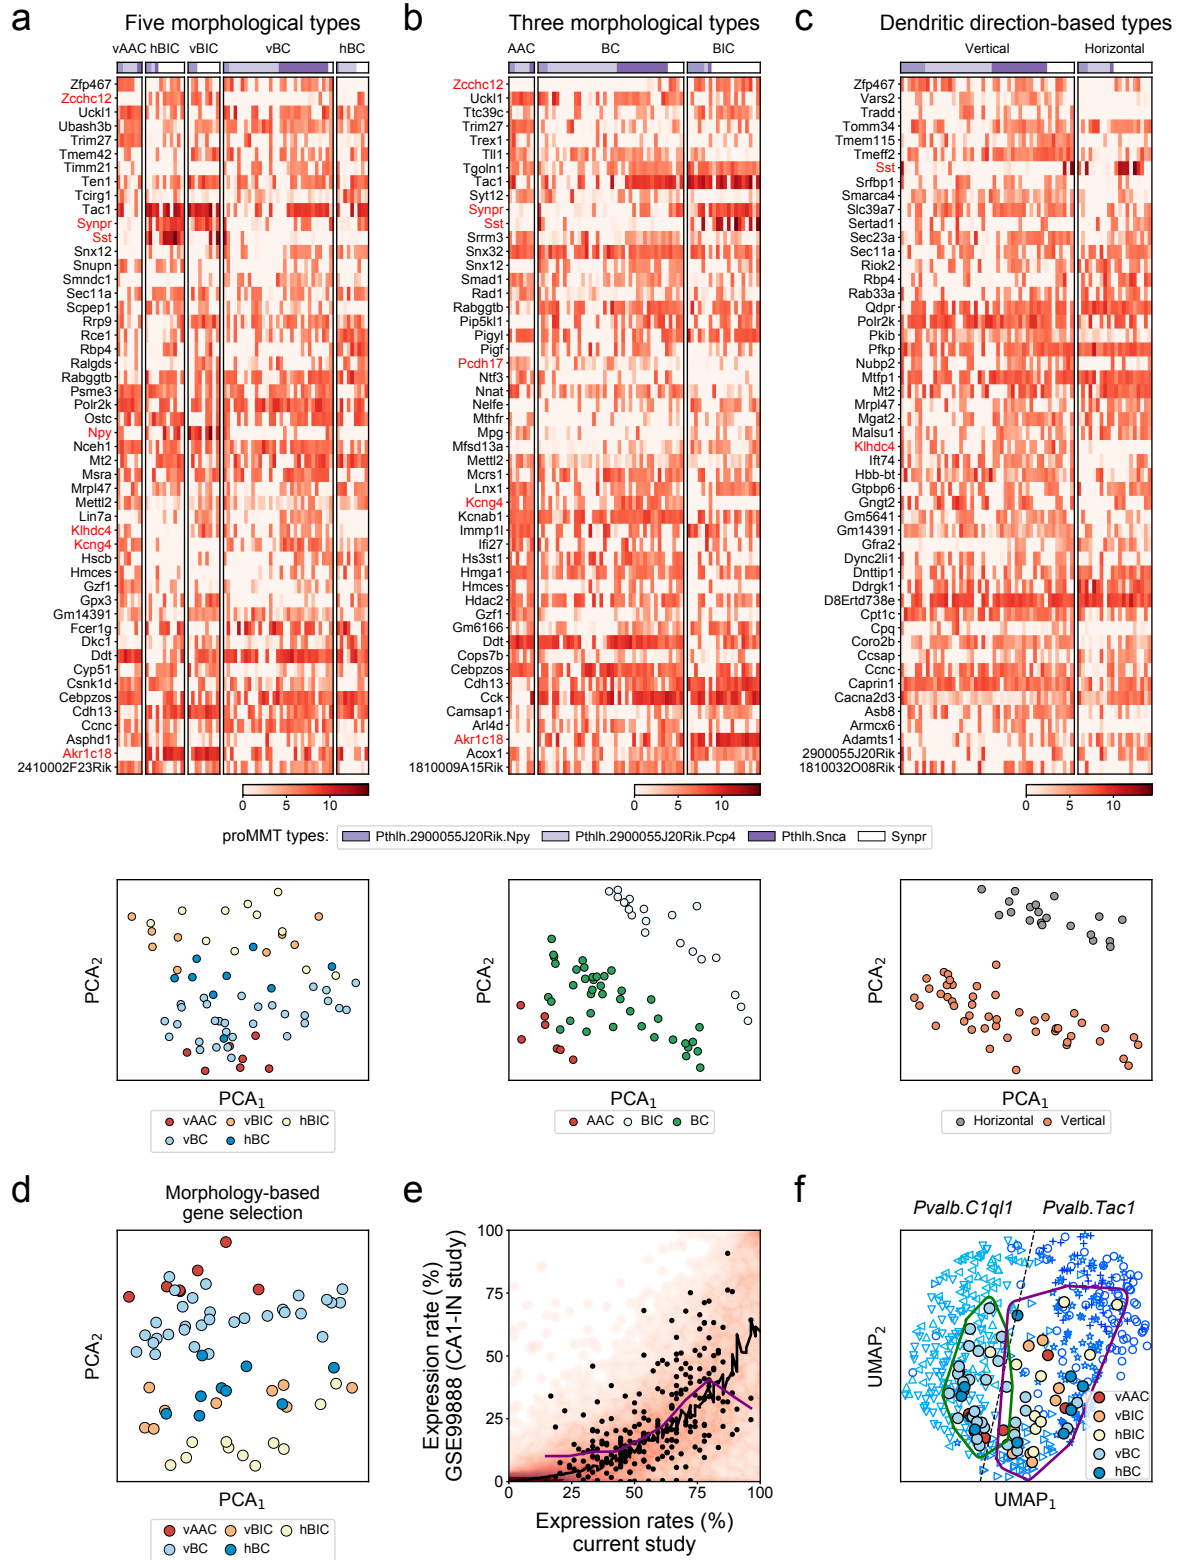 a
Five morphological types
vAAC hBIC vBIC vBC hBC
Zfp467
Zcchc12
Uckl1
Ubash3b
Trim27
Tmem42
Timm21
Ten1
Tcirg1
Tac1
Synpr
Sst
Snx12
Snupn
Smndc1
Sec11a
Scpep1
Rrp9
Rce1
Rbp4
Ralgds
Rabggtb
Psme3
Polr2k
Ostc
Npy
Nceh1
Mt2
Msra
Mrpl47
Mettl2
Lin7a
Klhdc4
Kcng4
Hscb
Hmces
Gzf1
Gpx3
Gm14391
Fcer1g
Dkc1
Ddt
Cyp51
Csnk1d
Cebpzos
Cdh13
Ccnc
Asphd1
Akr1c18
2410002F23Rik
0 5 10
b
Three morphological types
AAC BC BIC
Zcchc12
Uckl1
Ttc39c
Trim27
Trex1
Tll1
Tgoln1
Tac1
Syt12
Synpr
Sst
Srrm3
Snx32
Snx12
Smad1
Rad1
Rabggtb
Pip5kl1
Pigyl
Pigf
Pcdh17
Ntf3
Nnat
Nelfe
Mthfr
Mpg
Mfsd13a
Mettl2
Mcrs1
Lnx1
Kcng4
Kcnab1
Immp1l
Ifi27
Hs3st1
Hmga1
Hmces
Hdac2
Gzf1
Gm6166
Ddt
Cops7b
Cebpzos
Cdh13
Cck
Camsap1
Arl4d
Akr1c18
Acox1
1810009A15Rik
0 5 10
c
Dendritic direction-based types
Vertical Horizontal
Zfp467
Vars2
Tradd
Tomm34
Tmem115
Tmeff2
Sst
Srfbp1
Smarca4
Slc39a7
Sertad1
Sec23a
Sec11a
Riok2
Rbp4
Rab33a
Qdpr
Polr2k
Pkib
Pfkp
Nubp2
Mtfp1
Mt2
Mrpl47
Mgat2
Malsu1
Klhdc4
Ift74
Hbb-bt
Gtpbp6
Gngt2
Gm5641
Gm14391
Gfra2
Dync2li1
Dnttip1
Ddrgk1
D8Ertd738e
Cpt1c
Cpq
Coro2b
Ccsap
Ccnc
Caprin1
Cacna2d3
Asb8
Armcx6
Adamts1
2900055J20Rik
1810032O08Rik
0 5 10
proMMT types: Pthlh.2900055J20Rik.Npy Pthlh.2900055J20Rik.Pcp4 Pthlh.Snca Synpr
PCA2
PCA1
vAAC vBIC hBIC
vBC hBC
PCA2
PCA1
AAC BIC BC
PCA2
PCA1
Horizontal Vertical
d
Morphology-based
gene selection
PCA2
PCA1
vAAC vBIC hBIC
vBC hBC
e
Expression rate (%)
GSE99888 (CA1-IN study)
100
75
50
25
0
0 25 50 75 100
Expression rates (%)
current study
f
Pvalb.C1ql1 Pvalb.Tac1
UMAP2
vAAC
vBIC
hBIC
vBC
hBC
UMAP1